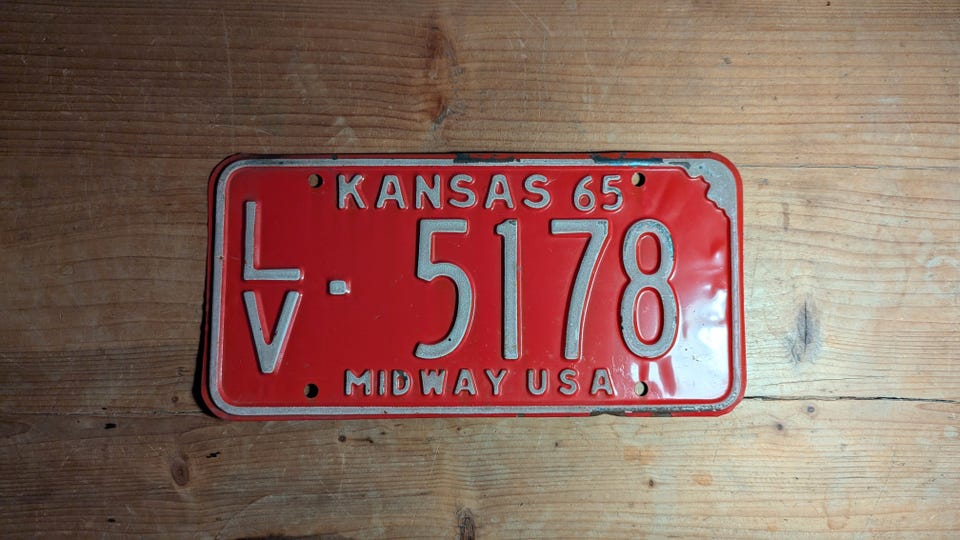 KANSAS 65
LV - 5178
MIDWAY USA